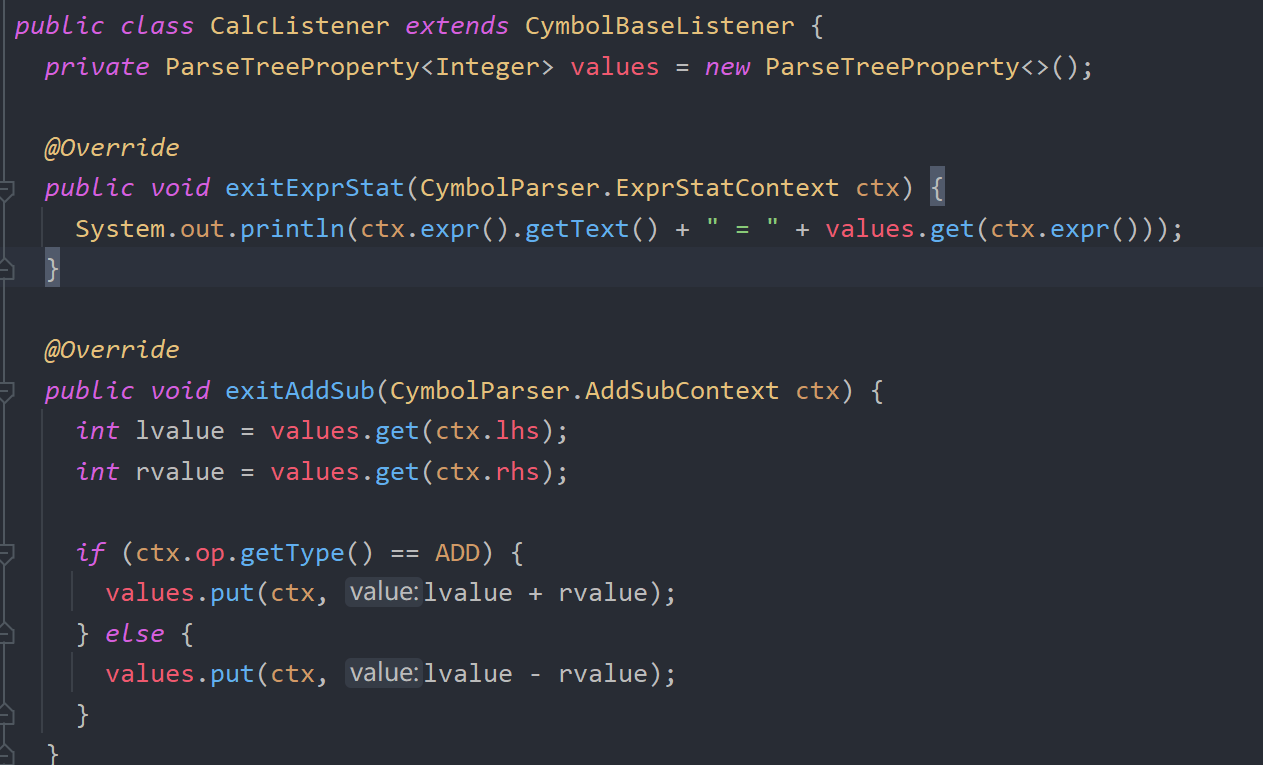 public class CalcListener extends CymbolBaseListener {
private ParseTreeProperty<Integer> values = new ParseTreeProperty<>();
@Override
public void exitExprStat(CymbolParser.ExprStatContext ctx) {
System.out.println(ctx.expr().getText() + " = " + values.get(ctx.expr()));
}
@Override
public void exitAddSub(CymbolParser.AddSubContext ctx) {
int lvalue = values.get(ctx.lhs);
int rvalue = values.get(ctx.rhs);
if (ctx.op.getType() == ADD) {
values.put(ctx, value: lvalue + rvalue);
} else {
values.put(ctx, value: lvalue - rvalue);
}
}